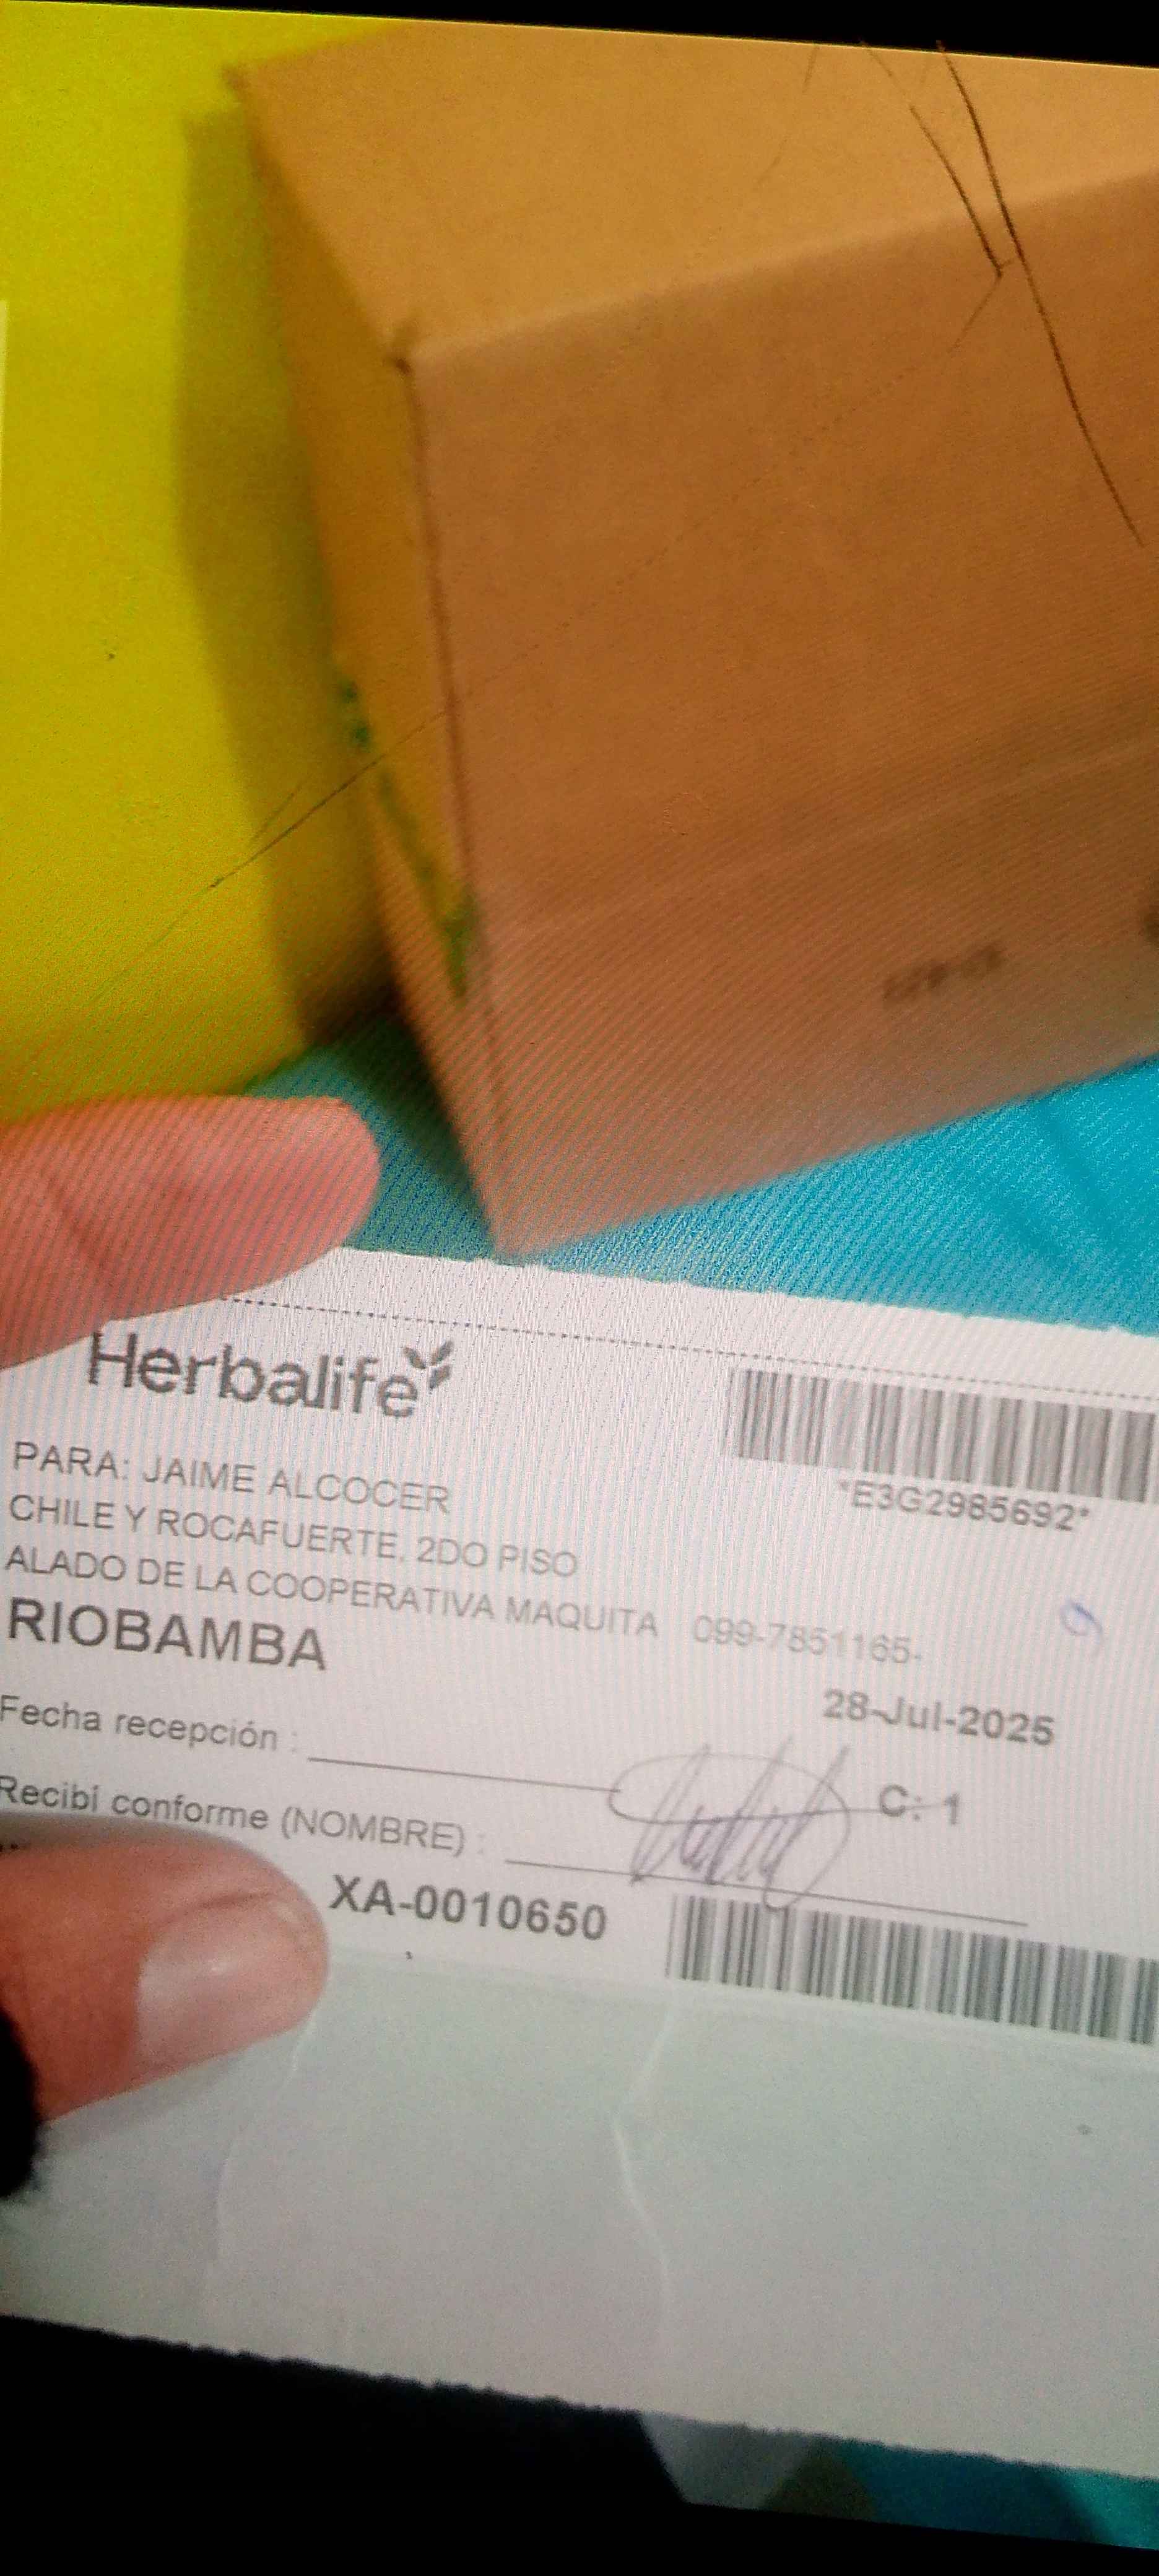 Herbalife
*E3G2985692*
PARA: JAIME ALCOCER
CHILE Y ROCAFUERTE, 2DO PISO
ALADO DE LA COOPERATIVA MAQUITA 099-7851165-
RIOBAMBA
28-Jul-2025
Fecha recepción :
C: 1
Recibí conforme (NOMBRE) :
XA-0010650